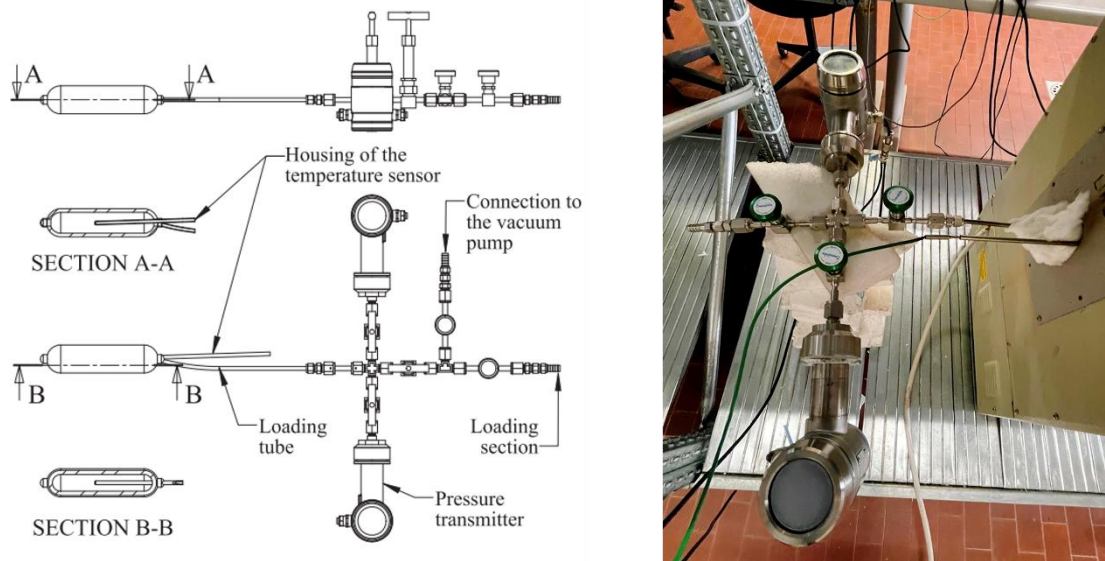 A
A
Housing of the
temperature sensor
Connection to
the vacuum
pump
SECTION A-A
B
B
Loading
tube
Loading
section
Pressure
transmitter
SECTION B-B